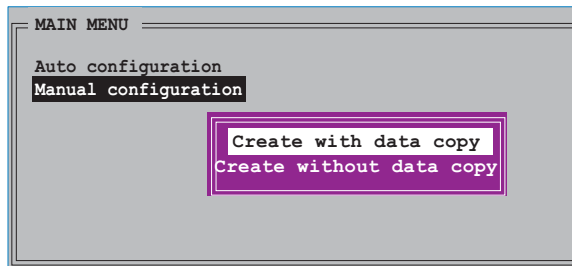 MAIN MENU
Auto configuration
Manual configuration
Create with data copy
Create without data copy